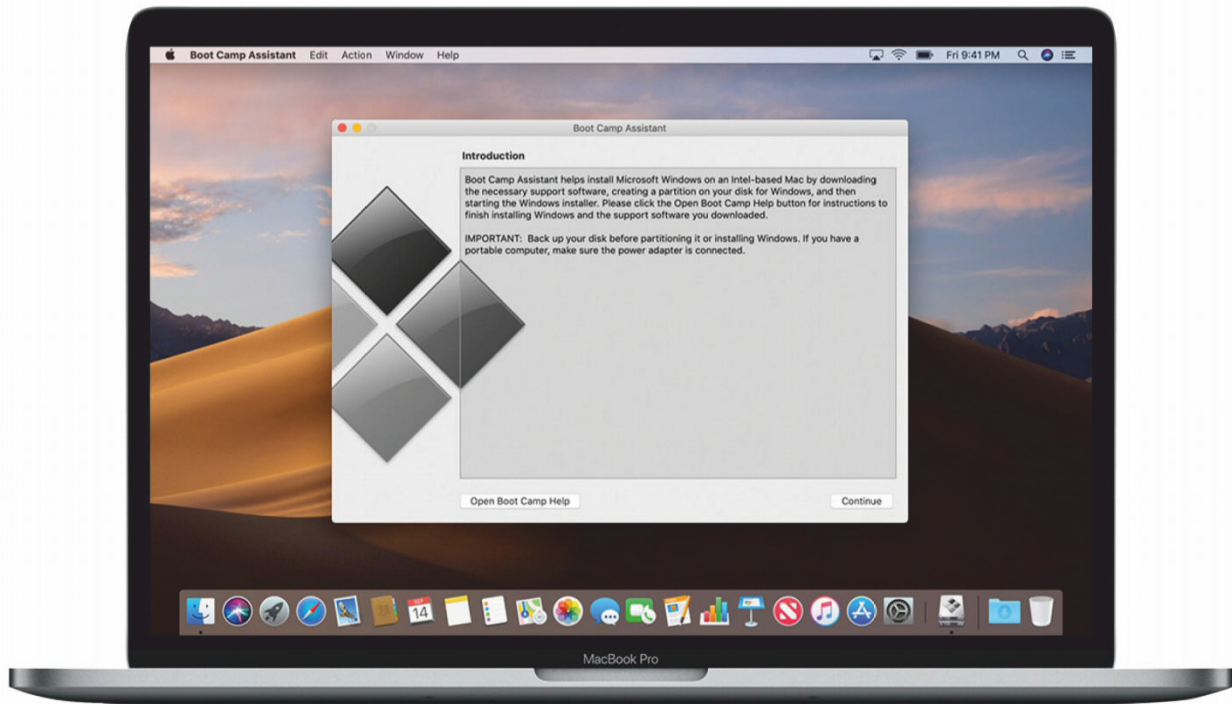 Boot Camp Assistant Edit Action Window Help
Fri 9:41 PM
Boot Camp Assistant
Introduction
Boot Camp Assistant helps install Microsoft Windows on an Intel-based Mac by downloading
the necessary support software, creating a partition on your disk for Windows, and then
starting the Windows installer. Please click the Open Boot Camp Help button for instructions to
finish installing Windows and the support software you downloaded.
IMPORTANT: Back up your disk before partitioning it or installing Windows. If you have a
portable computer, make sure the power adapter is connected.
Open Boot Camp Help
Continue
SEP
14
MacBook Pro